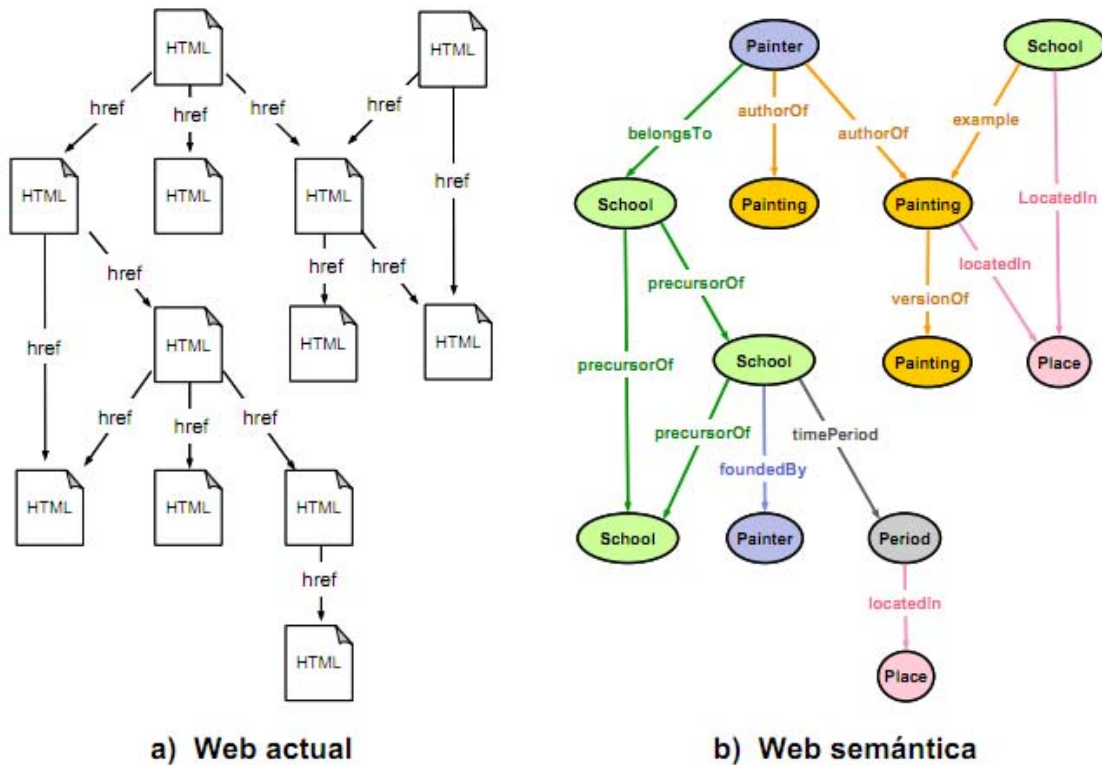 HTML
HTML
href
href
href
href
HTML
HTML
HTML
href
href
href
href
HTML
HTML
HTML
href
href
href
href
HTML
HTML
HTML
href
HTML
a) Web actual
Painter
School
authorOf
example
belongsTo
authorOf
School
Painting
Painting
LocatedIn
locatedIn
precursorOf
versionOf
School
Painting
Place
precursorOf
precursorOf
timePeriod
foundedBy
School
Painter
Period
locatedIn
Place
b) Web semántica